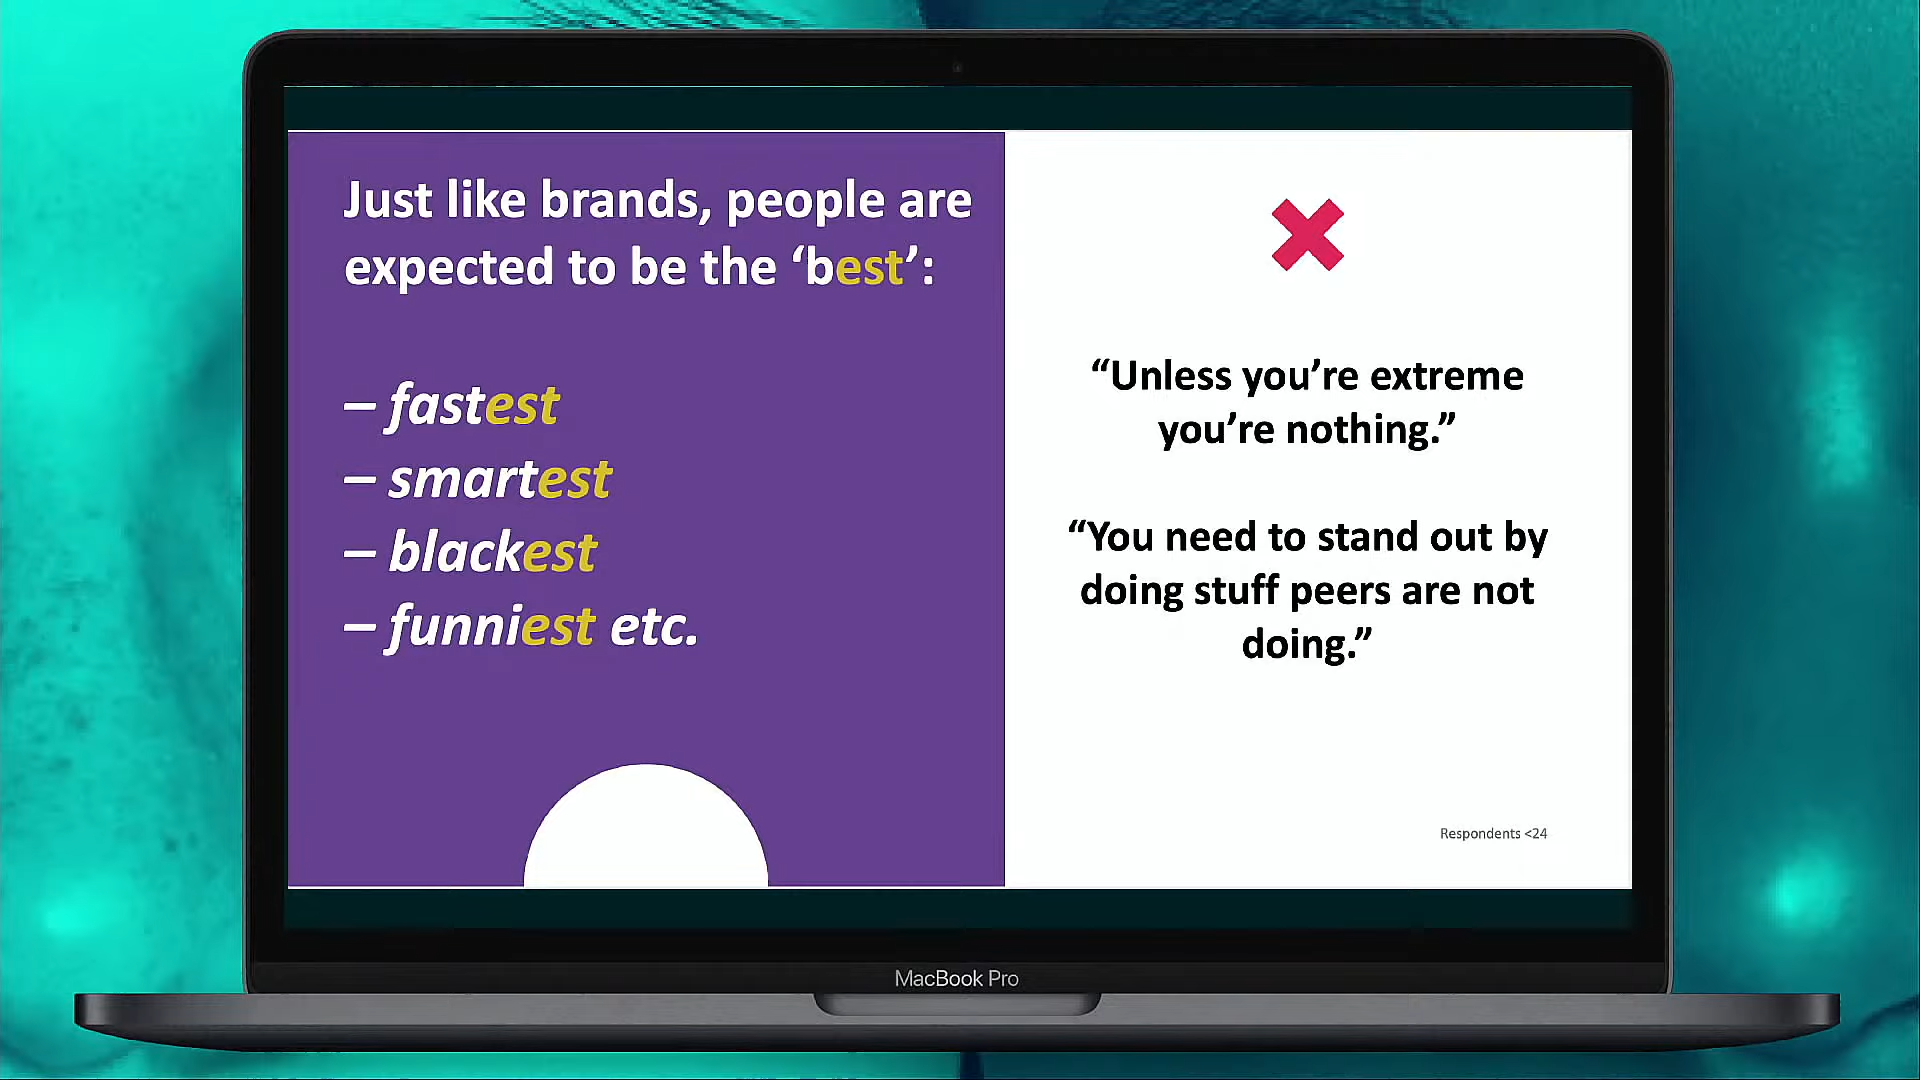 Just like brands, people are
expected to be the ‘best’:
– fastest
– smartest
– blackest
– funniest etc.
“Unless you’re extreme
you’re nothing.”
“You need to stand out by
doing stuff peers are not
doing.”
Respondents <24
MacBook Pro